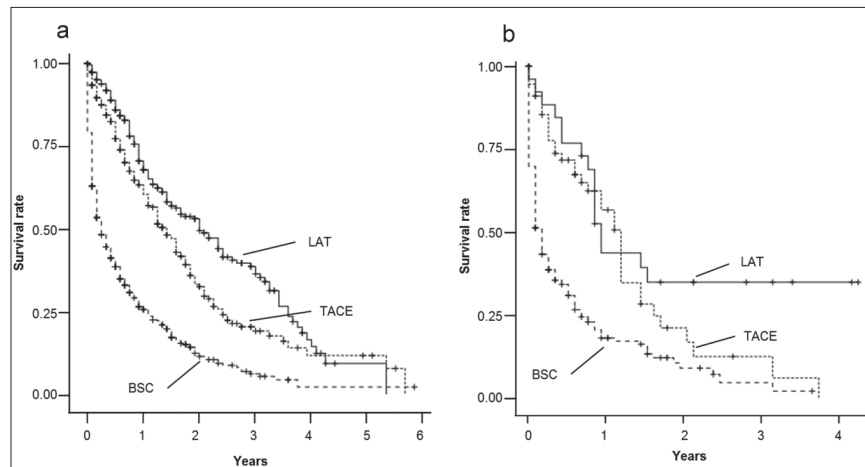 a
1.00
0.75
0.50
0.25
0.00
Survival rate
LAT
TACE
BSC
0 1 2 3 4 5 6
Years
b
1.00
0.75
0.50
0.25
0.00
Survival rate
LAT
TACE
BSC
0 1 2 3 4
Years